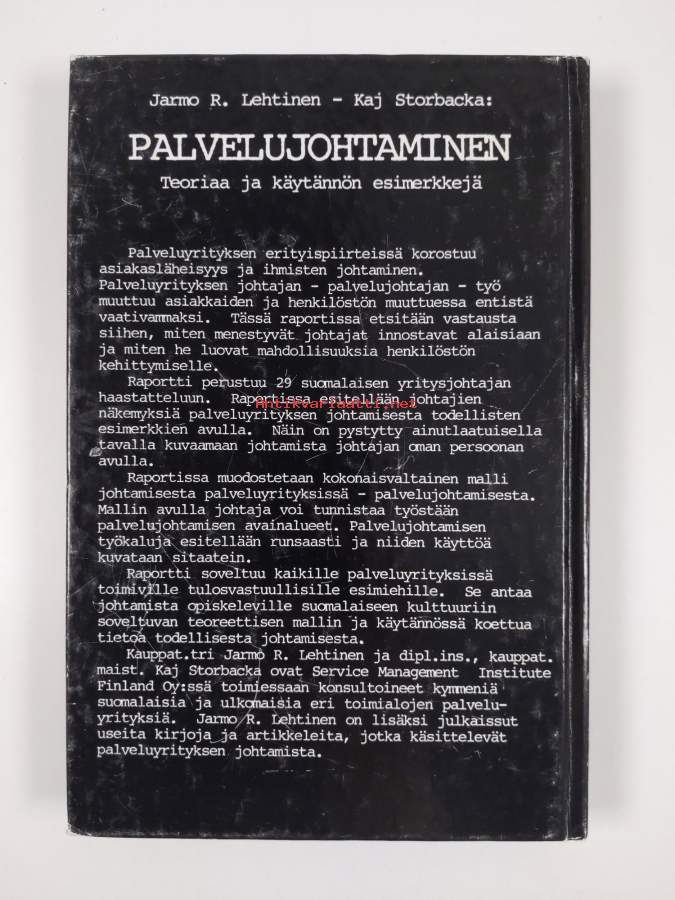 Jarmo R. Lehtinen - Kaj Storbacka:
PALVELUJOHTAMINEN
Teoriaa ja käytännön esimerkkejä
Palveluyrityksen erityispiirteissä korostuu
asiakasläheisyys ja ihmisten johtaminen.
Palveluyrityksen johtajan - palvelujohtajan - työ
muuttuu asiakkaiden ja henkilöstön muuttuessa entistä
vaativammaksi. Tässä raportissa etsitään vastausta
siihen, miten menestyvät johtajat innostavat alaisiaan
ja miten he luovat mahdollisuuksia henkilöstön
kehittymiselle.
Raportti perustuu 29 suomalaisen yritysjohtajan
haastatteluun. Raportissa esitellään johtajien
Antikvariaatti.net
näkemyksiä palveluyrityksen johtamisesta todellisten
esimerkkien avulla. Näin on pystytty ainutlaatuisella
tavalla kuvaamaan johtamista johtajan oman persoonan
avulla.
Raportissa muodostetaan kokonaisvaltainen malli
johtamisesta palveluyrityksissä - palvelujohtamisesta.
Mallin avulla johtaja voi tunnistaa työstään
palvelujohtamisen avainalueet. Palvelujohtamisen
työkaluja esitellään runsaasti ja niiden käyttöä
kuvataan sitaatein.
Raportti soveltuu kaikille palveluyrityksissä
toimiville tulosvastuullisille esimiehille. Se antaa
johtamista opiskeleville suomalaiseen kulttuuriin
soveltuvan teoreettisen mallin ja käytännössä koettua
tietoa todellisesta johtamisesta.
Kauppat.tri Jarmo R. Lehtinen ja dipl.ins., kauppat.
maist. Kaj Storbacka ovat Service Management Institute
Finland Oy:ssä toimiessaan konsultoineet kymmeniä
suomalaisia ja ulkomaisia eri toimialojen palvelu-
yrityksiä. Jarmo R. Lehtinen on lisäksi julkaissut
useita kirjoja ja artikkeleita, jotka käsittelevät
palveluyrityksen johtamista.